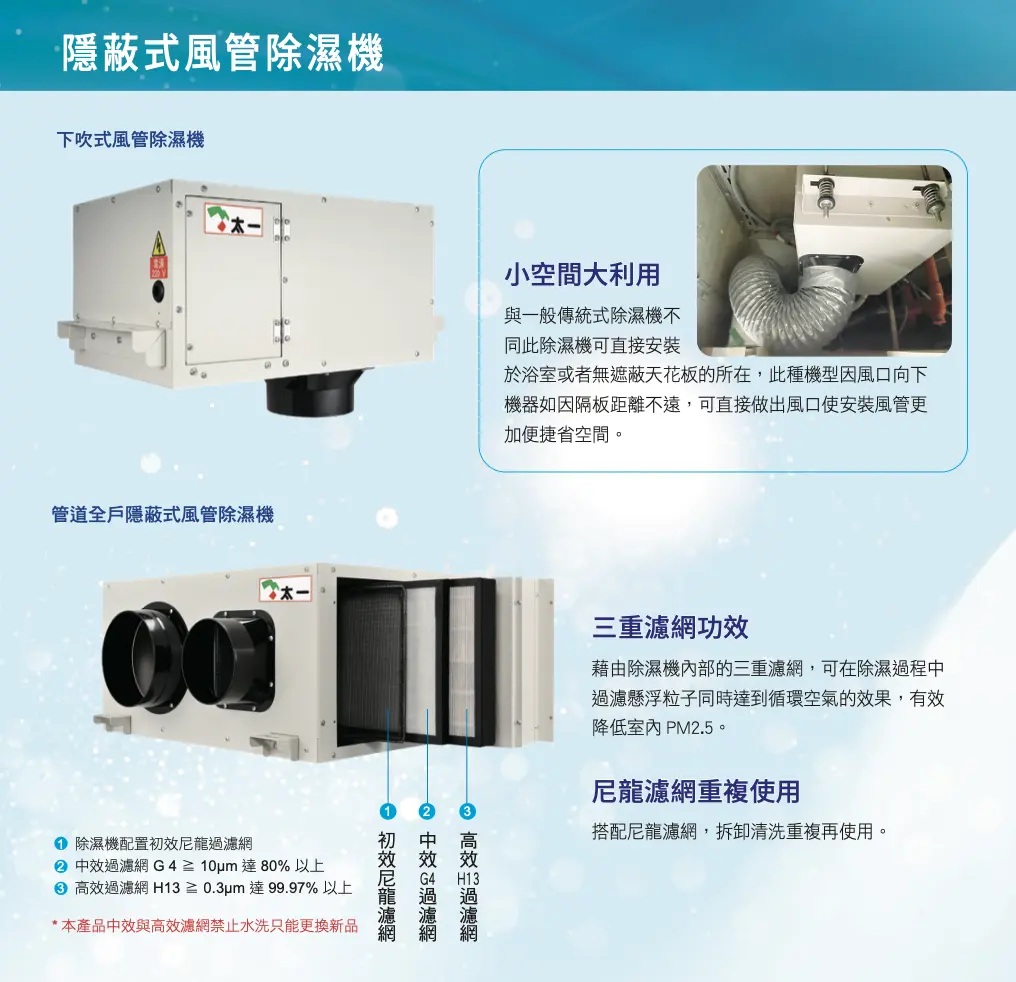 隱蔽式風管除濕機
下吹式風管除濕機
太一
電源
220 V
小空間大利用
與一般傳統式除濕機不
同此除濕機可直接安裝
於浴室或者無遮蔽天花板的所在，此種機型因風口向下
機器如因隔板距離不遠，可直接做出風口使安裝風管更
加便捷省空間。
管道全戶隱蔽式風管除濕機
太一
三重濾網功效
藉由除濕機內部的三重濾網，可在除濕過程中
過濾懸浮粒子同時達到循環空氣的效果，有效
降低室內 PM2.5。
尼龍濾網重複使用
搭配尼龍濾網，拆卸清洗重複再使用。
1 初效尼龍濾網
2 中效G4過濾網
3 高效H13過濾網
1 除濕機配置初效尼龍過濾網
2 中效過濾網 G 4 ≧ 10μm 達 80% 以上
3 高效過濾網 H13 ≧ 0.3μm 達 99.97% 以上
* 本產品中效與高效濾網禁止水洗只能更換新品